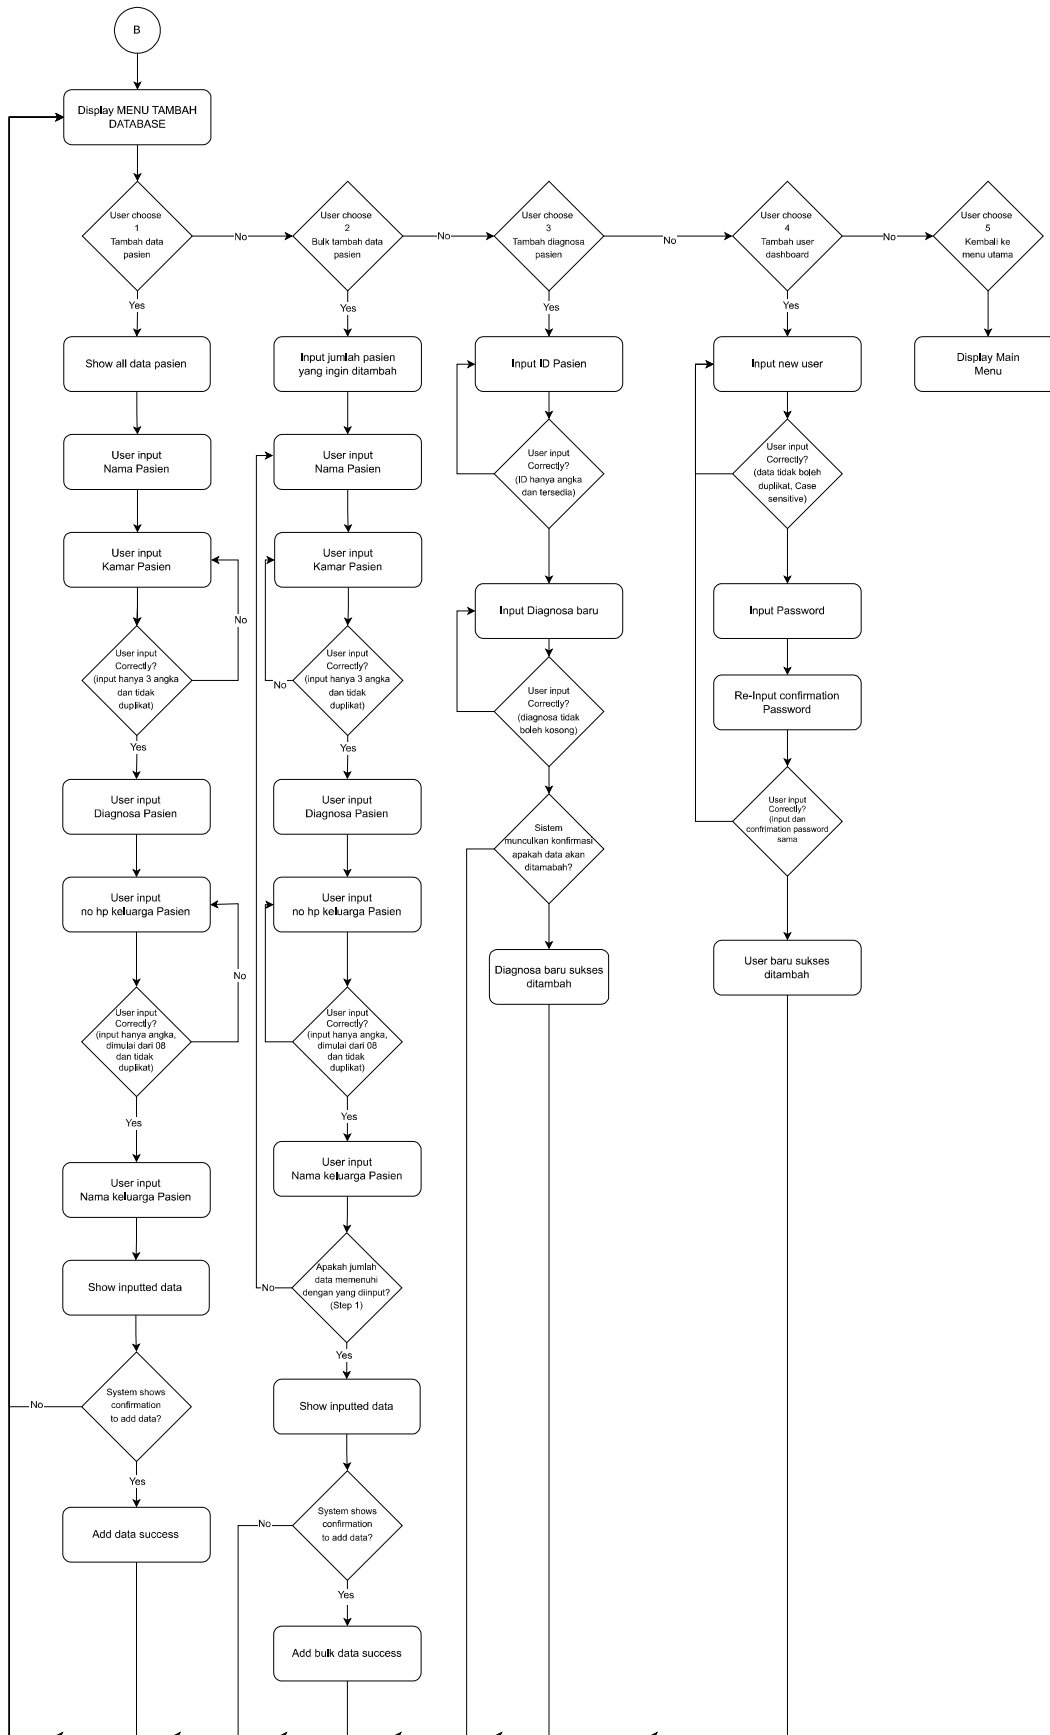 B
Display MENU TAMBAH
DATABASE
User choose
1
Tambah data
pasien
No
User choose
2
Bulk tambah data
pasien
No
User choose
3
Tambah diagnosa
pasien
No
User choose
4
Tambah user
dashboard
No
User choose
5
Kembali ke
menu utama
Yes
Yes
Yes
Yes
Show all data pasien
Input jumlah pasien
yang ingin ditambah
Input ID Pasien
Input new user
Display Main
Menu
User input
Nama Pasien
User input
Nama Pasien
User input
Correctly?
(ID hanya angka
dan tersedia)
User input
Correctly?
(data tidak boleh
duplikat, Case
sensitive)
User input
Kamar Pasien
User input
Kamar Pasien
Input Diagnosa baru
Input Password
No
User input
Correctly?
(input hanya 3 angka
dan tidak
duplikat)
No
User input
Correctly?
(input hanya 3 angka
dan tidak
duplikat)
User input
Correctly?
(diagnosa tidak
boleh kosong)
Re-Input confirmation
Password
Yes
Yes
User input
Diagnosa Pasien
User input
Diagnosa Pasien
Sistem
munculkan konfirmasi
apakah data akan
ditamabah?
User input
Correctly?
(input dan
confrimation password
sama
User input
no hp keluarga Pasien
User input
no hp keluarga Pasien
No
Diagnosa baru sukses
ditambah
User baru sukses
ditambah
User input
Correctly?
(input hanya angka,
dimulai dari 08
dan tidak
duplikat)
User input
Correctly?
(input hanya angka,
dimulai dari 08
dan tidak
duplikat)
Yes
Yes
User input
Nama keluarga Pasien
User input
Nama keluarga Pasien
Show inputted data
No
Apakah jumlah
data memenuhi
dengan yang diinput?
(Step 1)
Yes
No
System shows
confirmation
to add data?
Show inputted data
Yes
Add data success
No
System shows
confirmation
to add data?
Yes
Add bulk data success